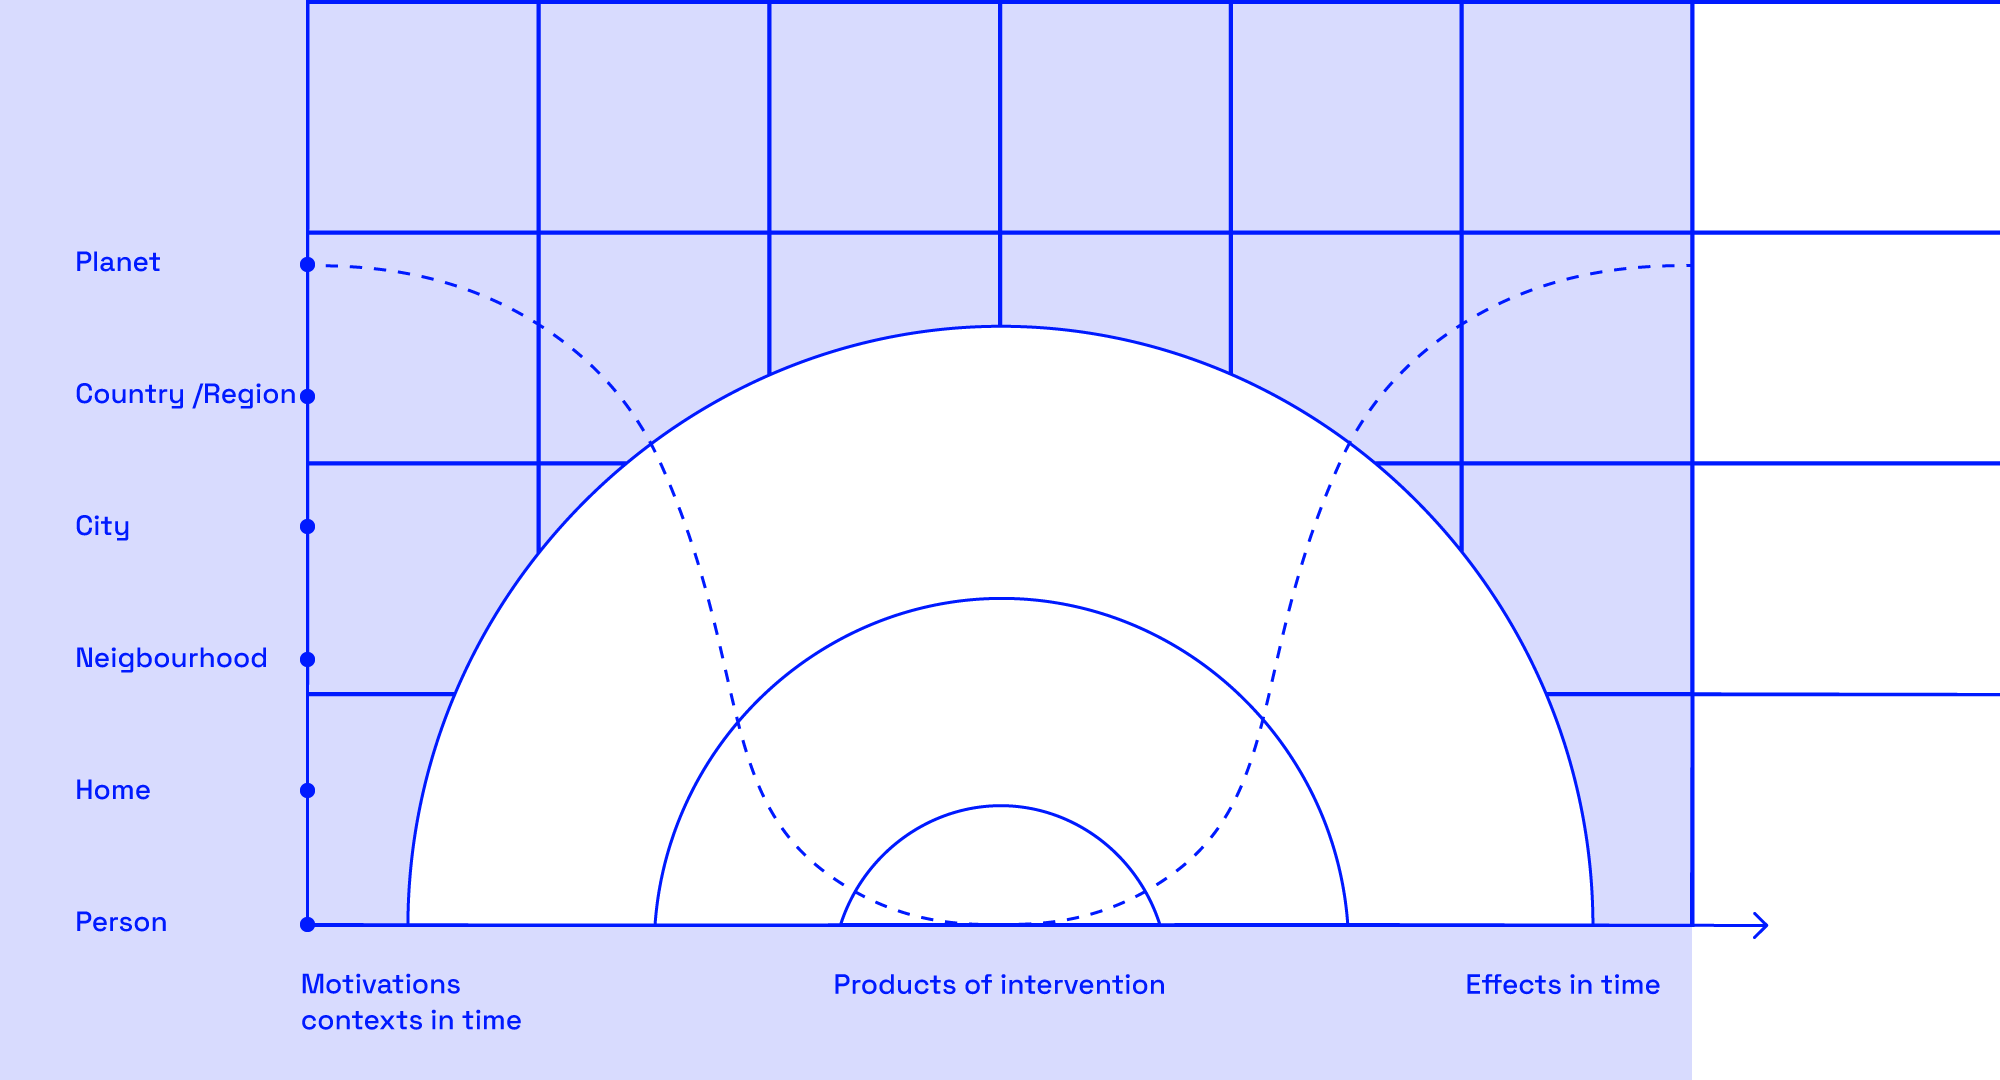 Planet
Country /Region
City
Neigbourhood
Home
Person
Motivations
contexts in time
Products of intervention
Effects in time